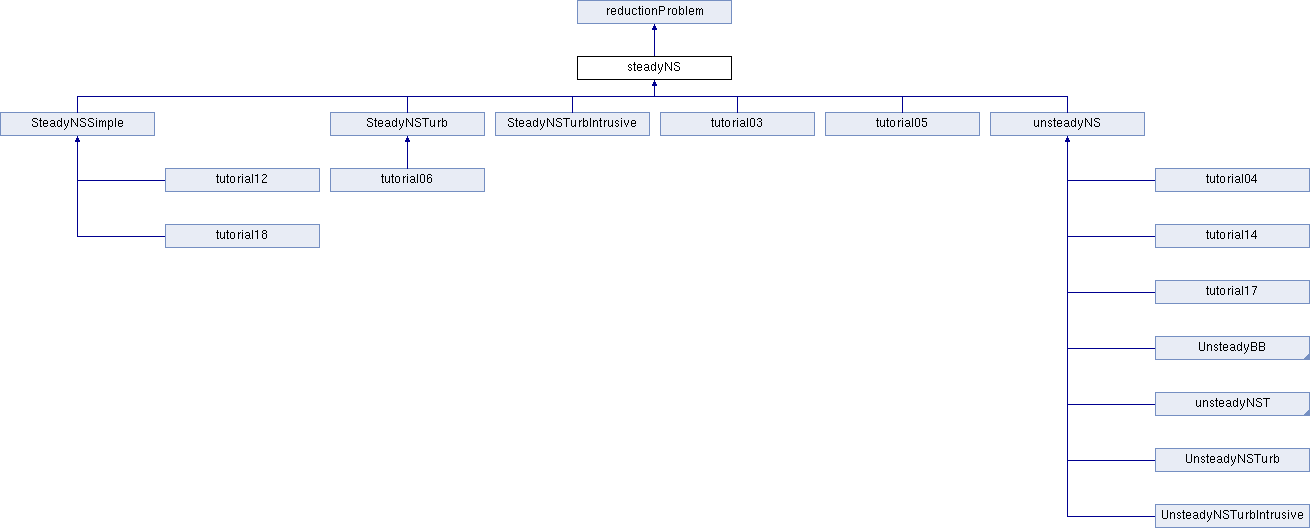 reductionProblem
steadyNS
SteadyNSSimple
SteadyNSTurb
SteadyNSTurbIntrusive
tutorial03
tutorial05
unsteadyNS
tutorial12
tutorial06
tutorial04
tutorial18
tutorial14
tutorial17
UnsteadyBB
unsteadyNST
UnsteadyNSTurb
UnsteadyNSTurbIntrusive